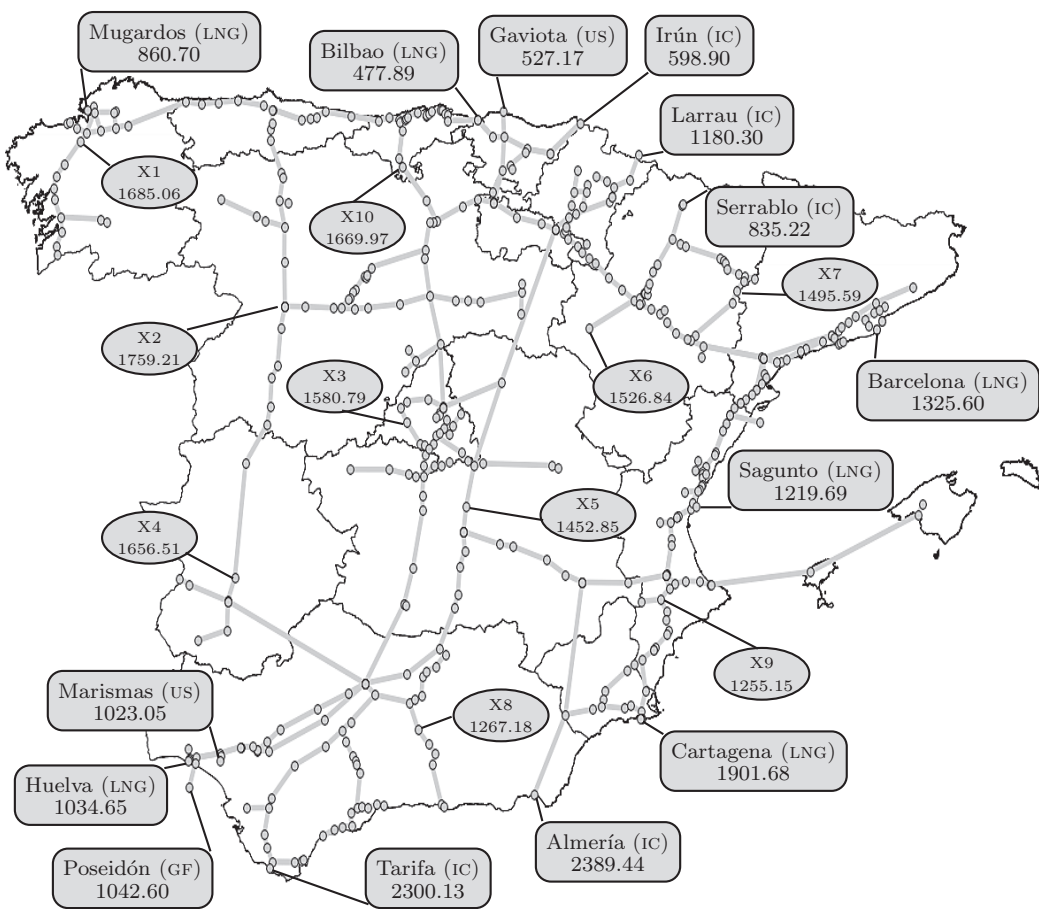 Mugardos (LNG)
860.70
Bilbao (LNG)
477.89
Gaviota (US)
527.17
Irún (IC)
598.90
Larrau (IC)
1180.30
X1
1685.06
X10
1669.97
Serrablo (IC)
835.22
X7
1495.59
X2
1759.21
X3
1580.79
X6
1526.84
Barcelona (LNG)
1325.60
Sagunto (LNG)
1219.69
X4
1656.51
X5
1452.85
X9
1255.15
Marismas (US)
1023.05
X8
1267.18
Cartagena (LNG)
1901.68
Huelva (LNG)
1034.65
Almería (IC)
2389.44
Poseidón (GF)
1042.60
Tarifa (IC)
2300.13